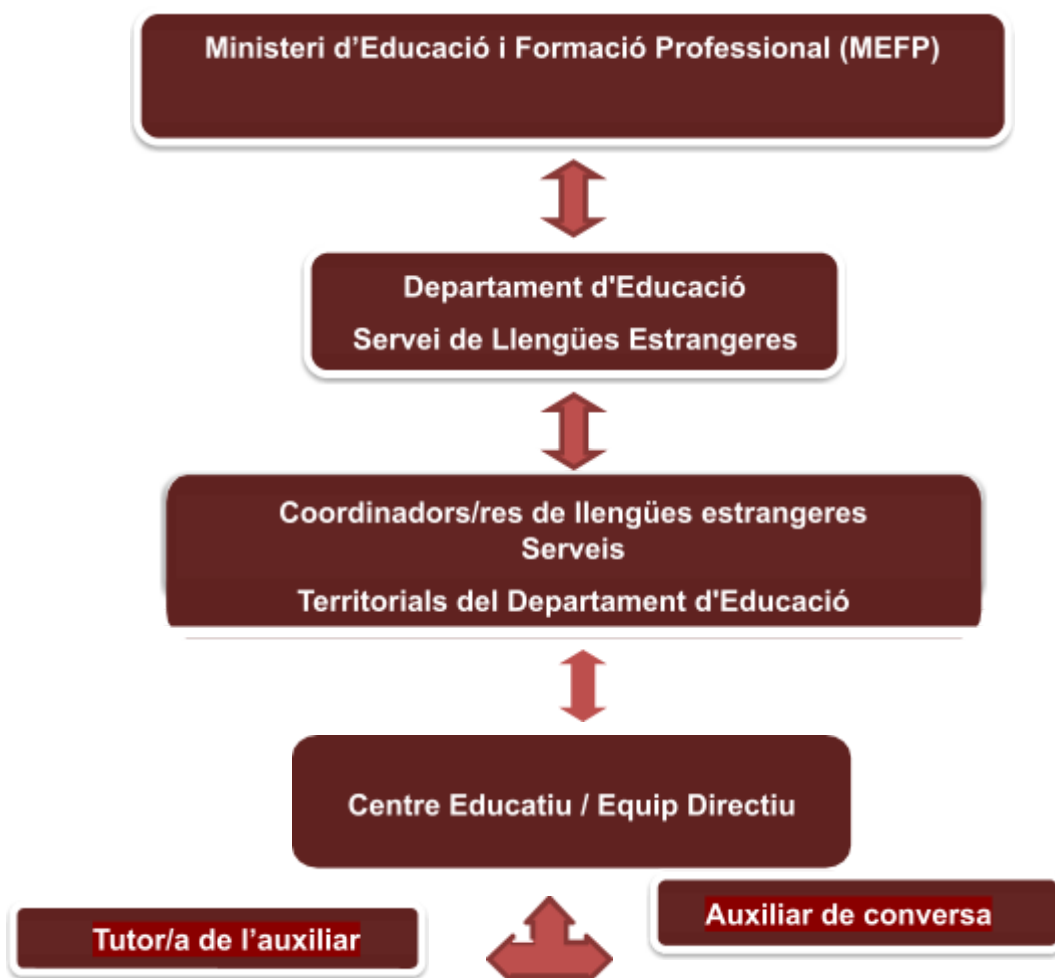 Ministeri d’Educació i Formació Professional (MEFP)
Departament d'Educació
Servei de Llengües Estrangeres
Coordinadors/res de llengües estrangeres
Serveis
Territorials del Departament d'Educació
Centre Educatiu / Equip Directiu
Tutor/a de l’auxiliar
Auxiliar de conversa